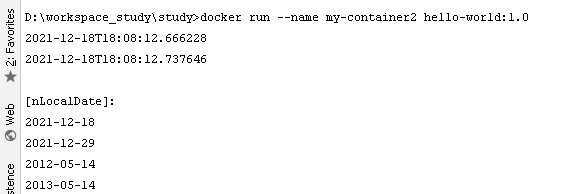 D:\workspace_study\study>docker run --name my-container2 hello-world:1.0
2021-12-18T18:08:12.666228
2021-12-18T18:08:12.737646
[nLocalDate]:
2021-12-18
2021-12-29
2012-05-14
2013-05-14
2: Favorites
Web
stence